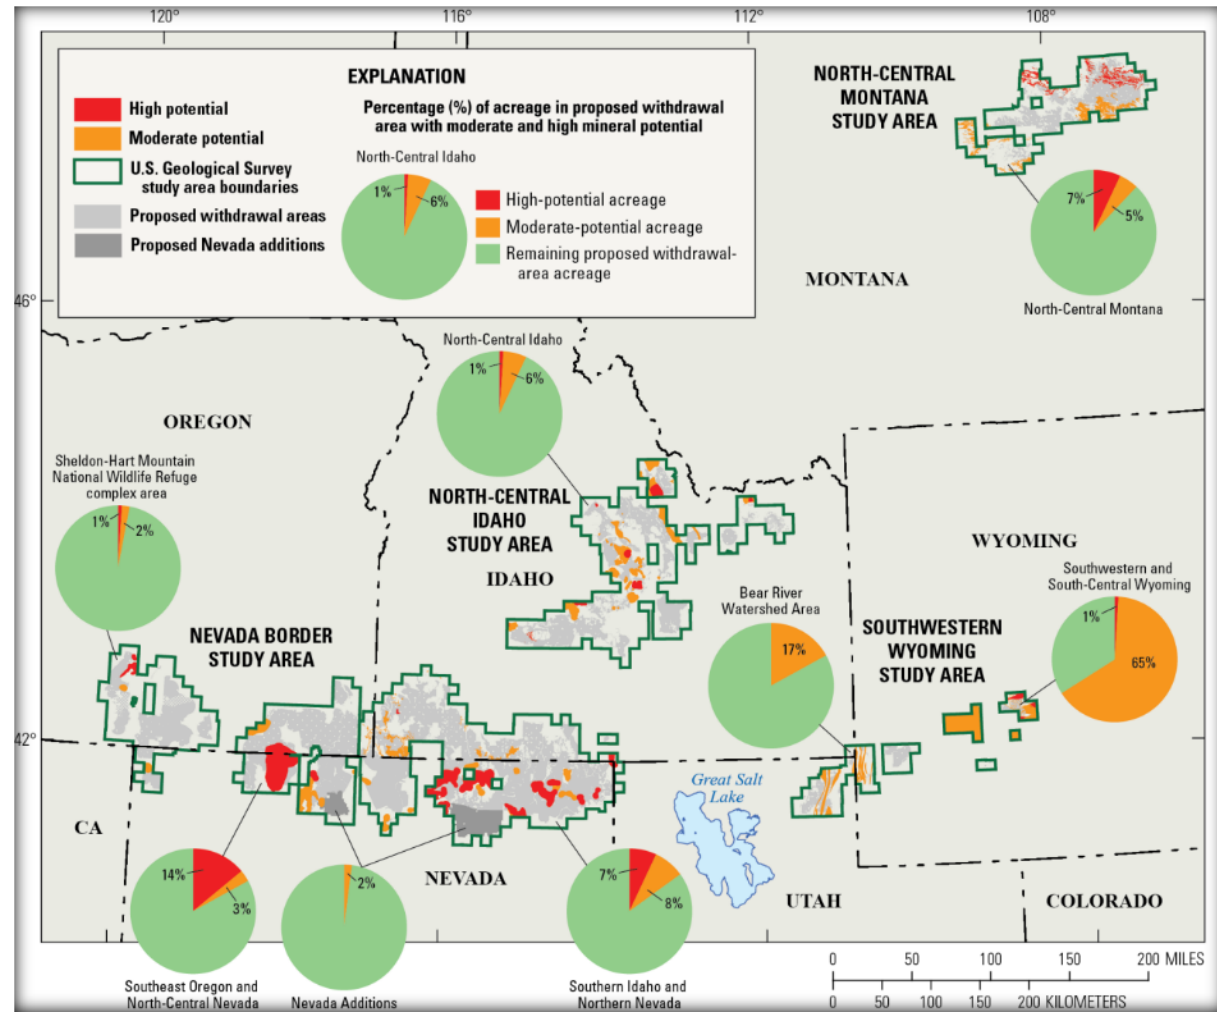 120°
116°
112°
108°
EXPLANATION
High potential
Moderate potential
U.S. Geological Survey
study area boundaries
Proposed withdrawal areas
Proposed Nevada additions
Percentage (%) of acreage in proposed withdrawal
area with moderate and high mineral potential
North-Central Idaho
1%
6%
High-potential acreage
Moderate-potential acreage
Remaining proposed withdrawal-
area acreage
NORTH-CENTRAL
MONTANA
STUDY AREA
7%
5%
North-Central Montana
MONTANA
46°
North-Central Idaho
1%
6%
OREGON
Sheldon-Hart Mountain
National Wildlife Refuge
complex area
1%
2%
NORTH-CENTRAL
IDAHO
STUDY AREA
IDAHO
WYOMING
Southwestern and
South-Central Wyoming
1%
65%
Bear River
Watershed Area
17%
SOUTHWESTERN
WYOMING
STUDY AREA
NEVADA BORDER
STUDY AREA
42°
Great Salt
Lake
CA
NEVADA
UTAH
COLORADO
14%
3%
Southeast Oregon and
North-Central Nevada
2%
Nevada Additions
7%
8%
Southern Idaho and
Northern Nevada
0 50 100 150 200 MILES
0 50 100 150 200 KILOMETERS